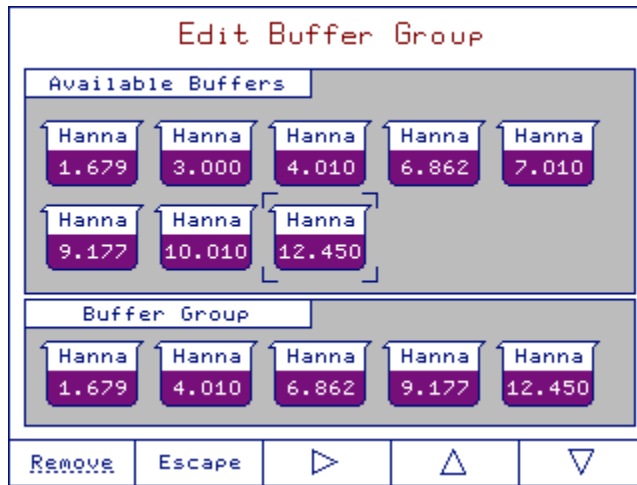 Edit Buffer Group
Available Buffers
Hanna Hanna Hanna Hanna Hanna
1.679 3.000 4.010 6.862 7.010
Hanna Hanna Hanna
9.177 10.010 12.450
Buffer Group
Hanna Hanna Hanna Hanna Hanna
1.679 4.010 6.862 9.177 12.450
Remove Escape